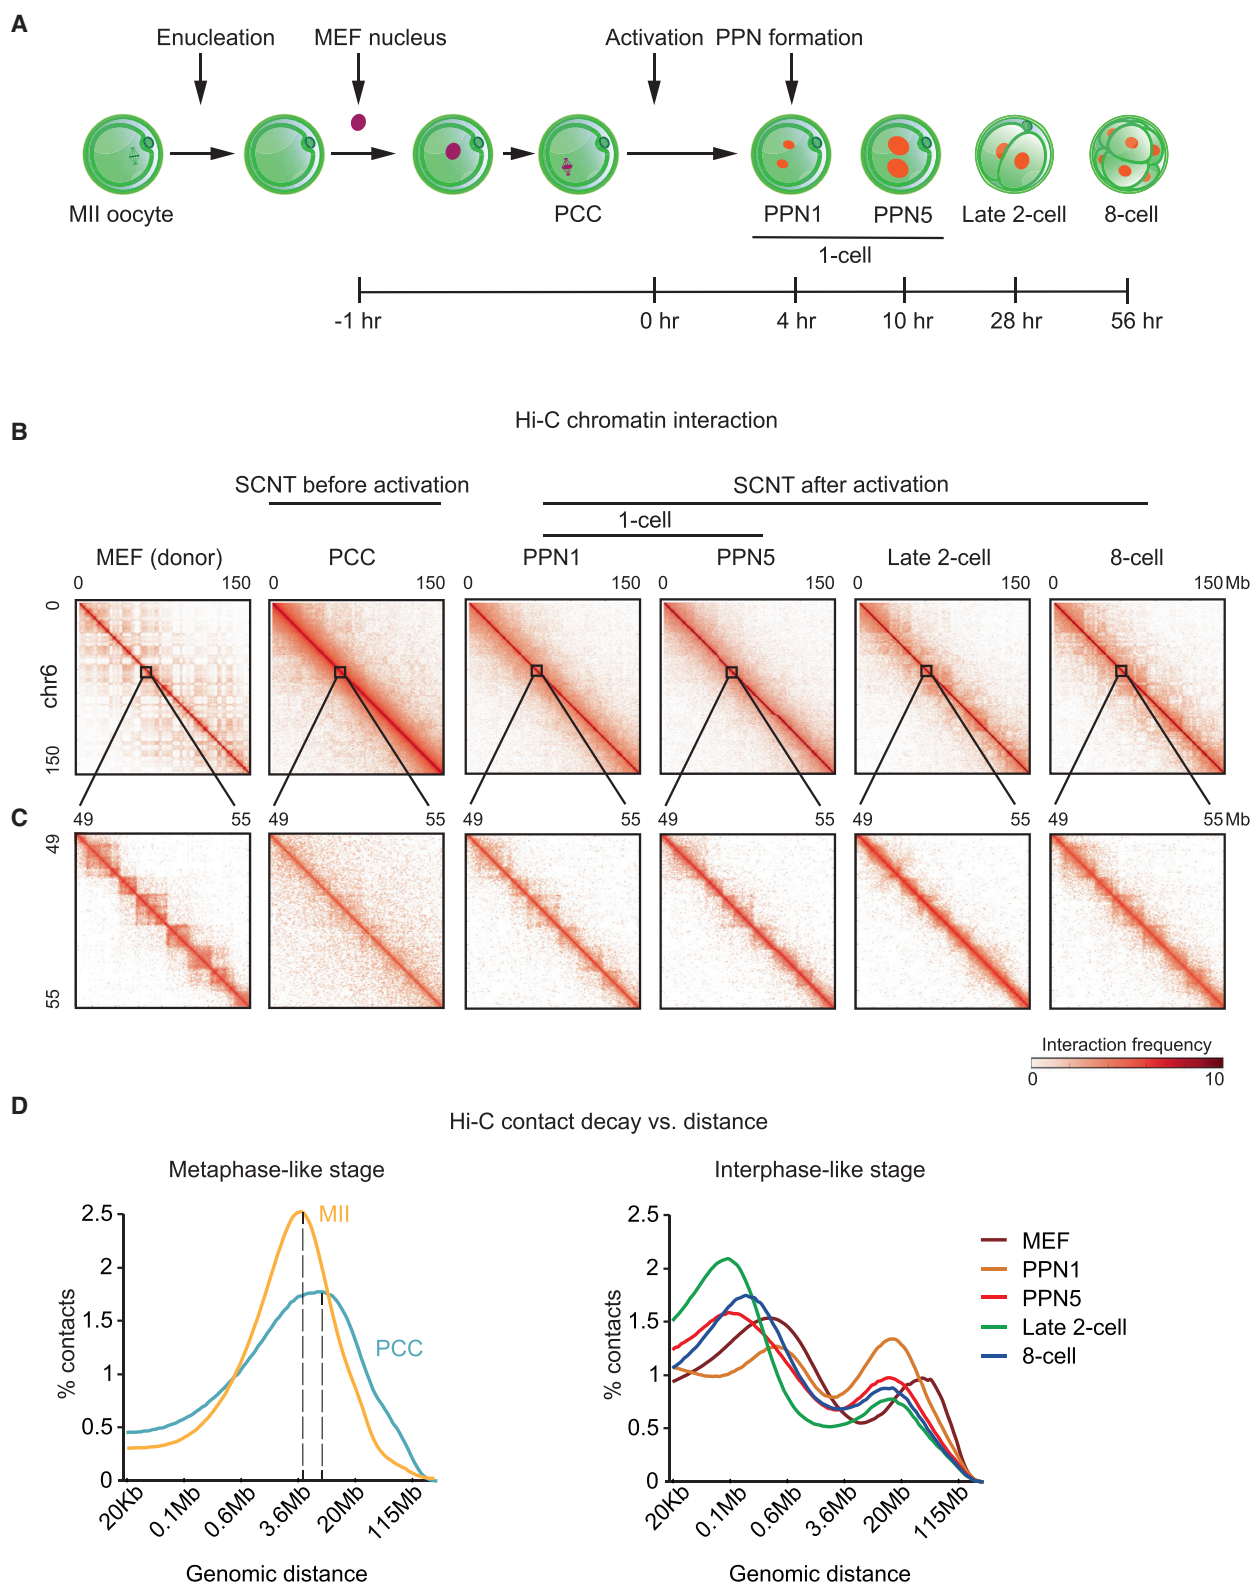 A
Enucleation
MEF nucleus
Activation
PPN formation
MII oocyte
PCC
PPN1
PPN5
Late 2-cell
8-cell
1-cell
-1 hr
0 hr
4 hr
10 hr
28 hr
56 hr
B
Hi-C chromatin interaction
SCNT before activation
SCNT after activation
1-cell
MEF (donor)
PCC
PPN1
PPN5
Late 2-cell
8-cell
0 150
0 150
0 150
0 150
0 150
0 150 Mb
0
chr6
150
C
49 55
49 55
49 55
49 55
49 55
49 55 Mb
49
55
Interaction frequency
0 10
D
Hi-C contact decay vs. distance
Metaphase-like stage
% contacts
2.5
2
1.5
1
0.5
0
MII
PCC
20Kb
0.1Mb
0.6Mb
3.6Mb
20Mb
115Mb
Genomic distance
Interphase-like stage
% contacts
2.5
2
1.5
1
0.5
0
MEF
PPN1
PPN5
Late 2-cell
8-cell
20Kb
0.1Mb
0.6Mb
3.6Mb
20Mb
115Mb
Genomic distance